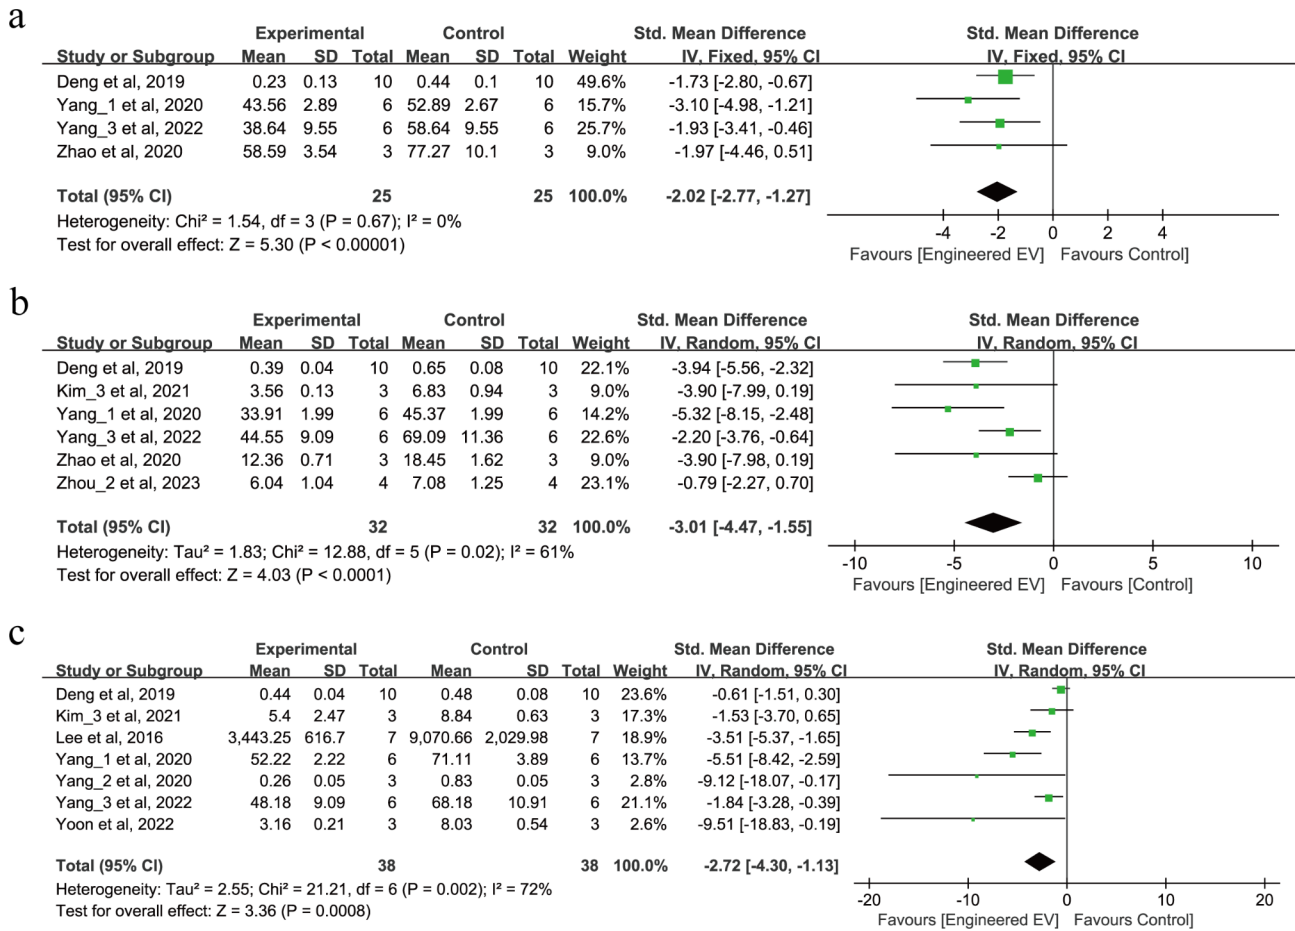 a
Experimental Control Std. Mean Difference Std. Mean Difference
Study or Subgroup Mean SD Total Mean SD Total Weight IV, Fixed, 95% CI IV, Fixed, 95% CI
Deng et al, 2019 0.23 0.13 10 0.44 0.1 10 49.6% -1.73 [-2.80, -0.67]
Yang_1 et al, 2020 43.56 2.89 6 52.89 2.67 6 15.7% -3.10 [-4.98, -1.21]
Yang_3 et al, 2022 38.64 9.55 6 58.64 9.55 6 25.7% -1.93 [-3.41, -0.46]
Zhao et al, 2020 58.59 3.54 3 77.27 10.1 3 9.0% -1.97 [-4.46, 0.51]
Total (95% CI) 25 25 100.0% -2.02 [-2.77, -1.27]
Heterogeneity: Chi² = 1.54, df = 3 (P = 0.67); I² = 0%
Test for overall effect: Z = 5.30 (P < 0.00001)
-4 -2 0 2 4
Favours [Engineered EV] Favours Control]
b
Experimental Control Std. Mean Difference Std. Mean Difference
Study or Subgroup Mean SD Total Mean SD Total Weight IV, Random, 95% CI IV, Random, 95% CI
Deng et al, 2019 0.39 0.04 10 0.65 0.08 10 22.1% -3.94 [-5.56, -2.32]
Kim_3 et al, 2021 3.56 0.13 3 6.83 0.94 3 9.0% -3.90 [-7.99, 0.19]
Yang_1 et al, 2020 33.91 1.99 6 45.37 1.99 6 14.2% -5.32 [-8.15, -2.48]
Yang_3 et al, 2022 44.55 9.09 6 69.09 11.36 6 22.6% -2.20 [-3.76, -0.64]
Zhao et al, 2020 12.36 0.71 3 18.45 1.62 3 9.0% -3.90 [-7.98, 0.19]
Zhou_2 et al, 2023 6.04 1.04 4 7.08 1.25 4 23.1% -0.79 [-2.27, 0.70]
Total (95% CI) 32 32 100.0% -3.01 [-4.47, -1.55]
Heterogeneity: Tau² = 1.83; Chi² = 12.88, df = 5 (P = 0.02); I² = 61%
Test for overall effect: Z = 4.03 (P < 0.0001)
-10 -5 0 5 10
Favours [Engineered EV] Favours [Control]
c
Experimental Control Std. Mean Difference Std. Mean Difference
Study or Subgroup Mean SD Total Mean SD Total Weight IV, Random, 95% CI IV, Random, 95% CI
Deng et al, 2019 0.44 0.04 10 0.48 0.08 10 23.6% -0.61 [-1.51, 0.30]
Kim_3 et al, 2021 5.4 2.47 3 8.84 0.63 3 17.3% -1.53 [-3.70, 0.65]
Lee et al, 2016 3,443.25 616.7 7 9,070.66 2,029.98 7 18.9% -3.51 [-5.37, -1.65]
Yang_1 et al, 2020 52.22 2.22 6 71.11 3.89 6 13.7% -5.51 [-8.42, -2.59]
Yang_2 et al, 2020 0.26 0.05 3 0.83 0.05 3 2.8% -9.12 [-18.07, -0.17]
Yang_3 et al, 2022 48.18 9.09 6 68.18 10.91 6 21.1% -1.84 [-3.28, -0.39]
Yoon et al, 2022 3.16 0.21 3 8.03 0.54 3 2.6% -9.51 [-18.83, -0.19]
Total (95% CI) 38 38 100.0% -2.72 [-4.30, -1.13]
Heterogeneity: Tau² = 2.55; Chi² = 21.21, df = 6 (P = 0.002); I² = 72%
Test for overall effect: Z = 3.36 (P = 0.0008)
-20 -10 0 10 20
Favours [Engineered EV] Favours Control]